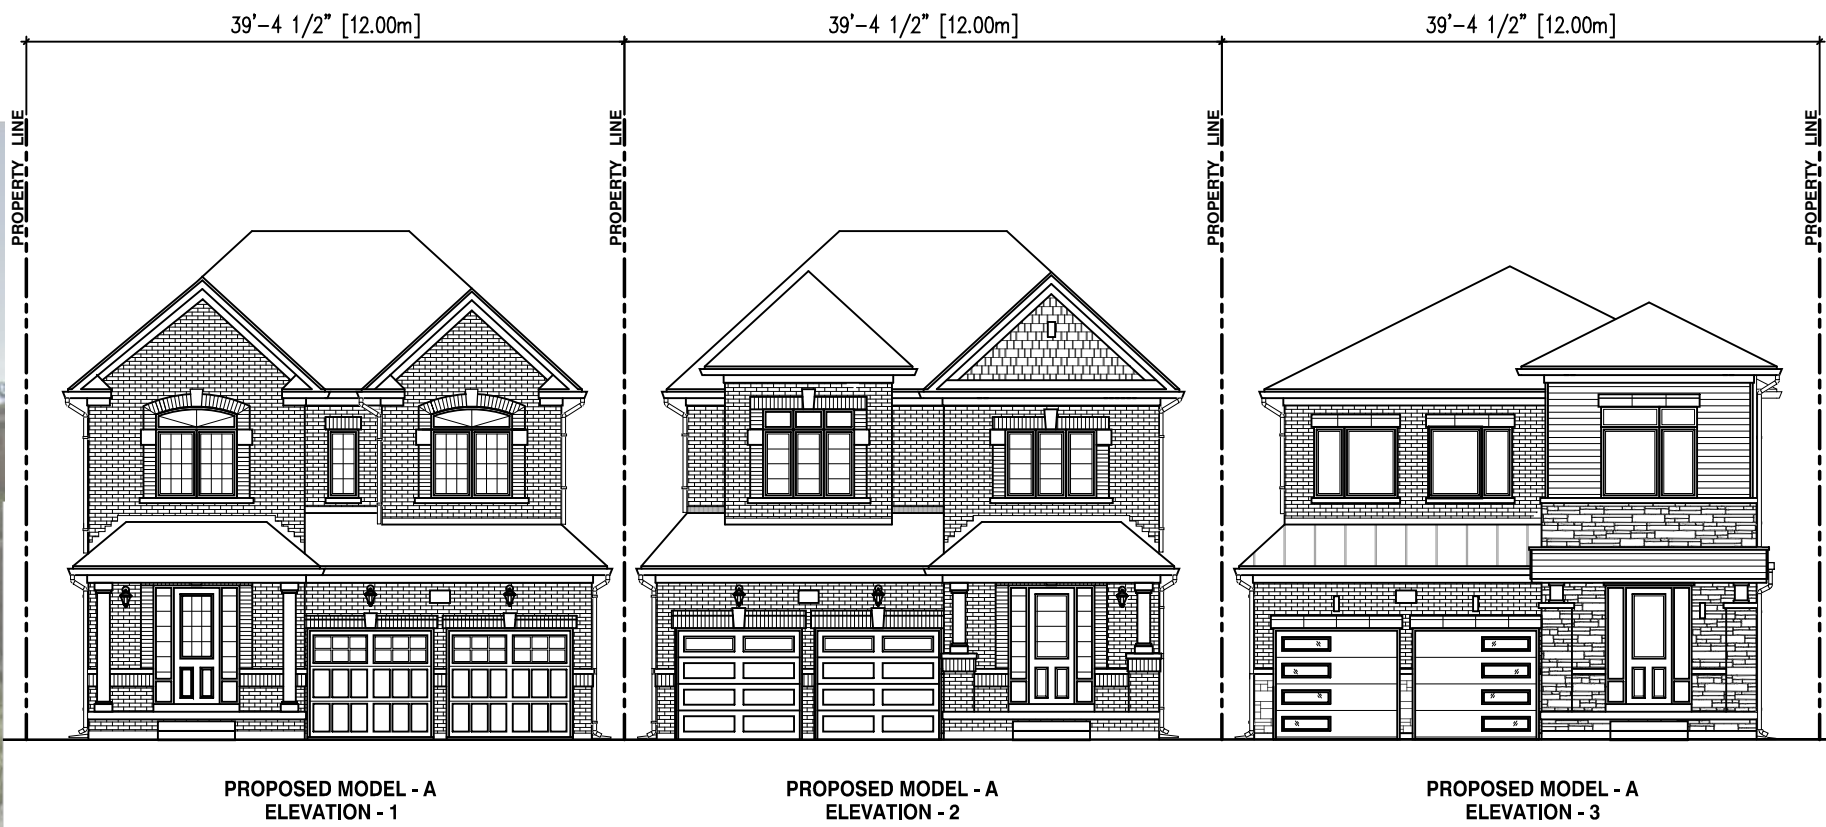 39'-4 1/2" [12.00m]
39'-4 1/2" [12.00m]
39'-4 1/2" [12.00m]
PROPERTY LINE
PROPERTY LINE
PROPERTY LINE
PROPERTY LINE
PROPOSED MODEL - A
ELEVATION - 1
PROPOSED MODEL - A
ELEVATION - 2
PROPOSED MODEL - A
ELEVATION - 3